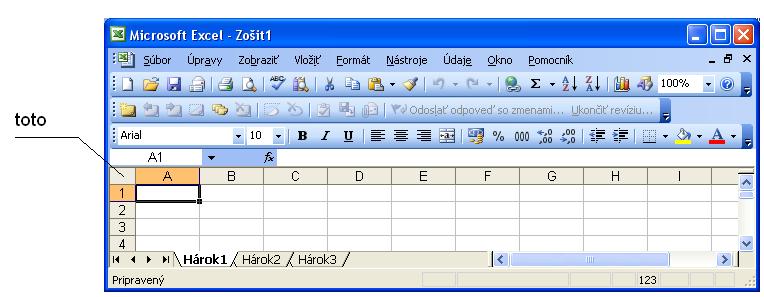 Microsoft Excel - Zošit1
Súbor Úpravy Zobraziť Vložiť Formát Nástroje Údaje Okno Pomocník
100%
Odoslať odpoveď so zmenami... Ukončiť revíziu...
toto
Arial 10 B I U % 000 A
A1 fx
A B C D E F G H I
1
2
3
4
Hárok1 Hárok2 Hárok3
Pripravený 123